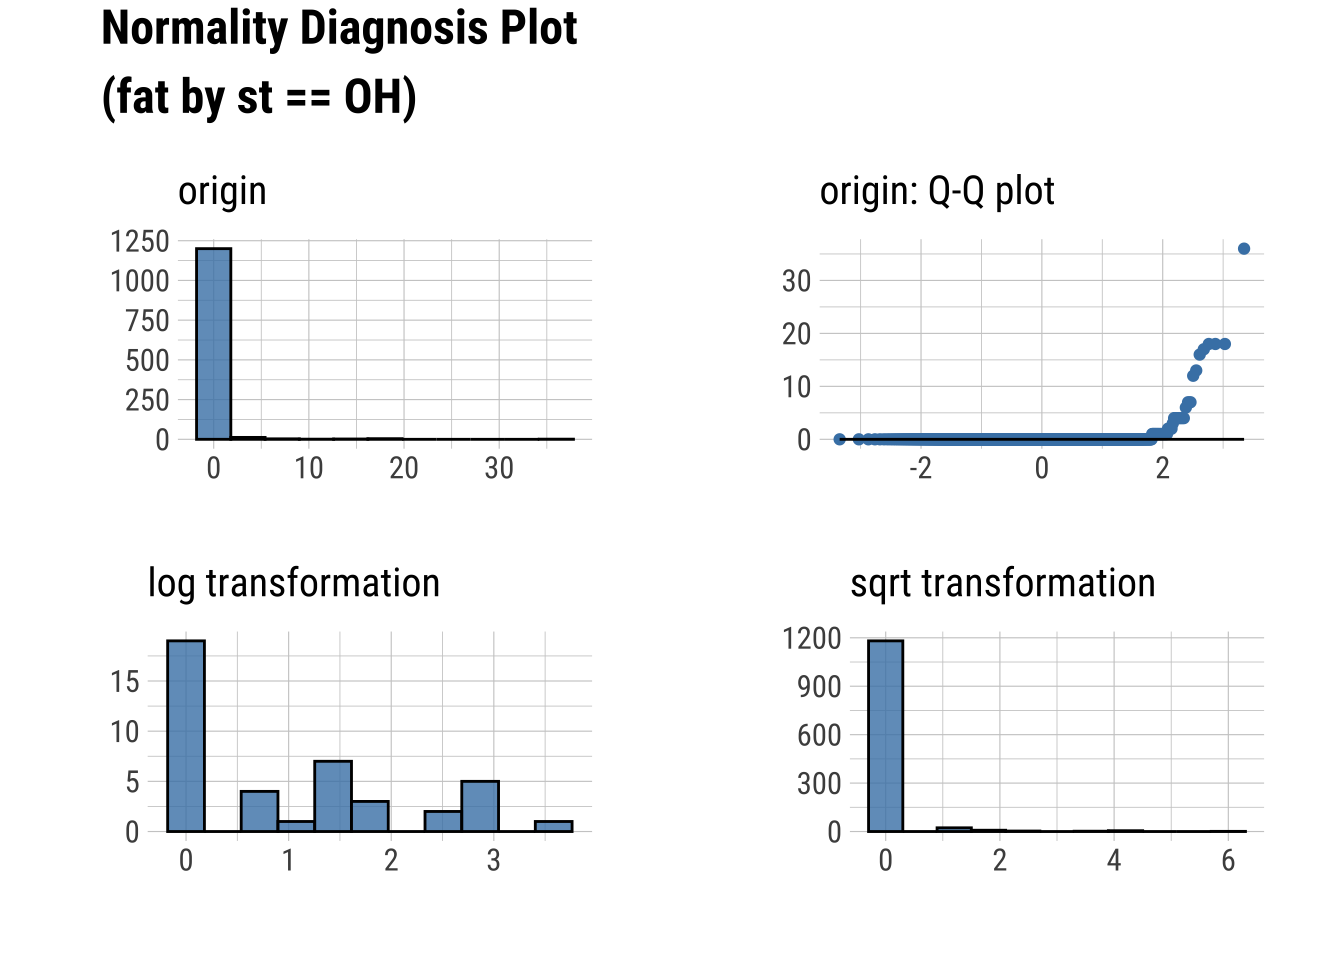 Normality Diagnosis Plot
(fat by st == OH)
origin
1250
1000
750
500
250
0
0 10 20 30
origin: Q-Q plot
30
20
10
0
-2 0 2
log transformation
15
10
5
0
0 1 2 3
sqrt transformation
1200
900
600
300
0
0 2 4 6